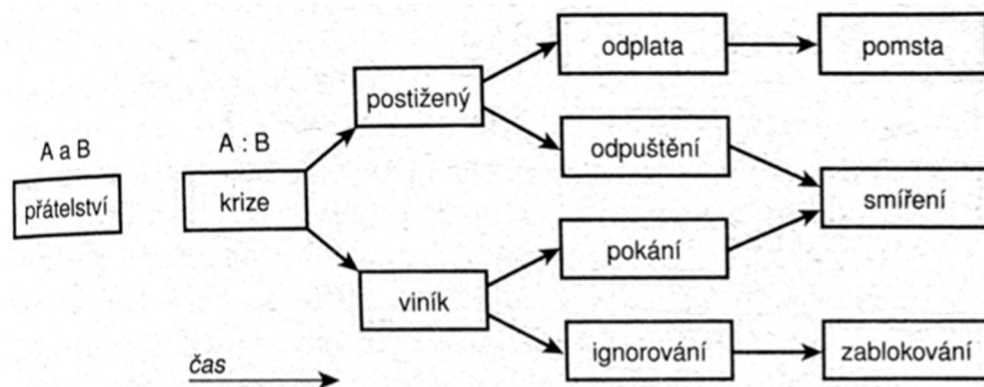 A a B
přátelství
A : B
krize
postižený
viník
odplata
odpuštění
pokání
ignorování
pomsta
smíření
zablokování
čas